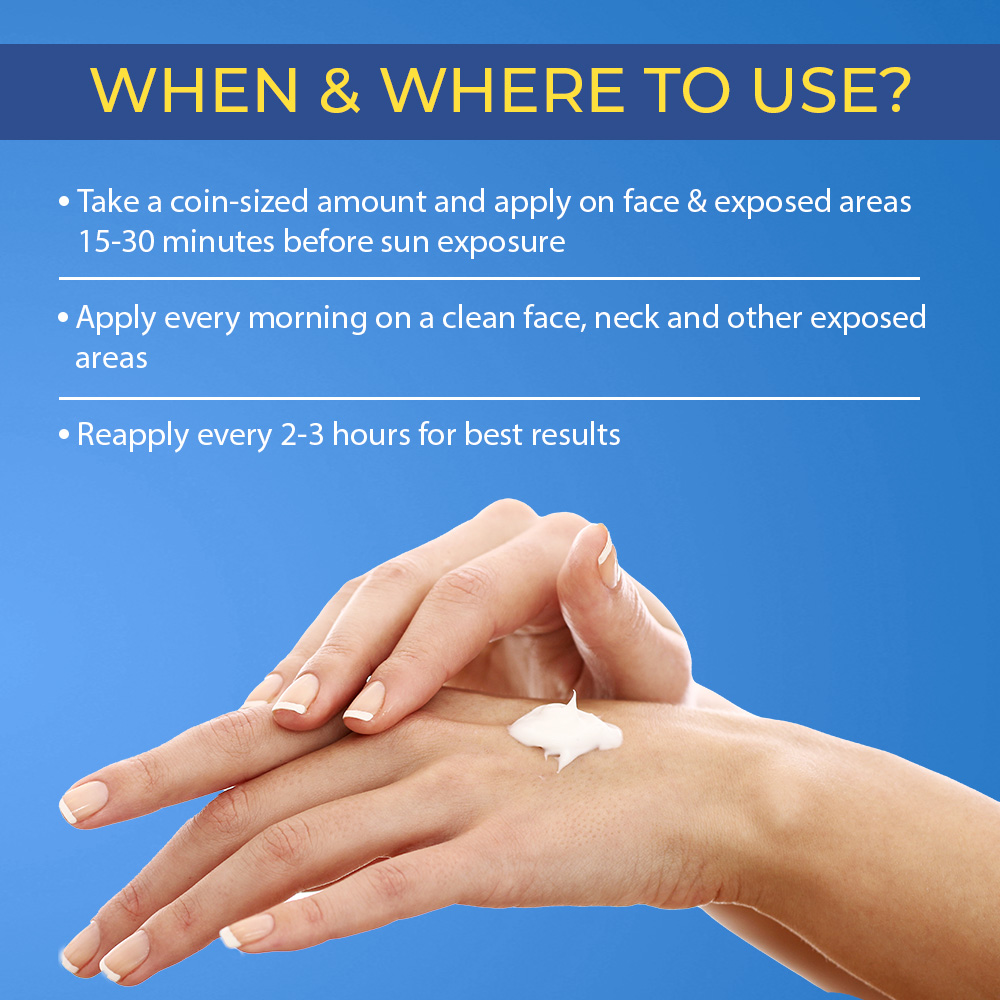 WHEN & WHERE TO USE?
• Take a coin-sized amount and apply on face & exposed areas
15-30 minutes before sun exposure
• Apply every morning on a clean face, neck and other exposed
areas
• Reapply every 2-3 hours for best results